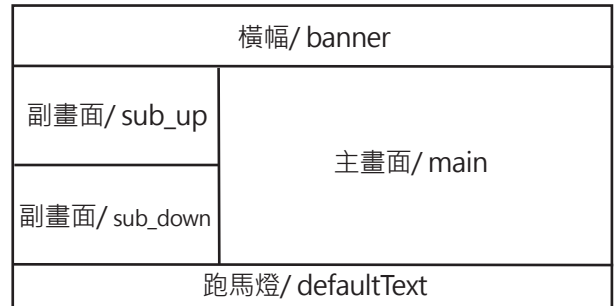 橫幅/ banner
副畫面/ sub_up
主畫面/ main
副畫面/ sub_down
跑馬燈/ defaultText